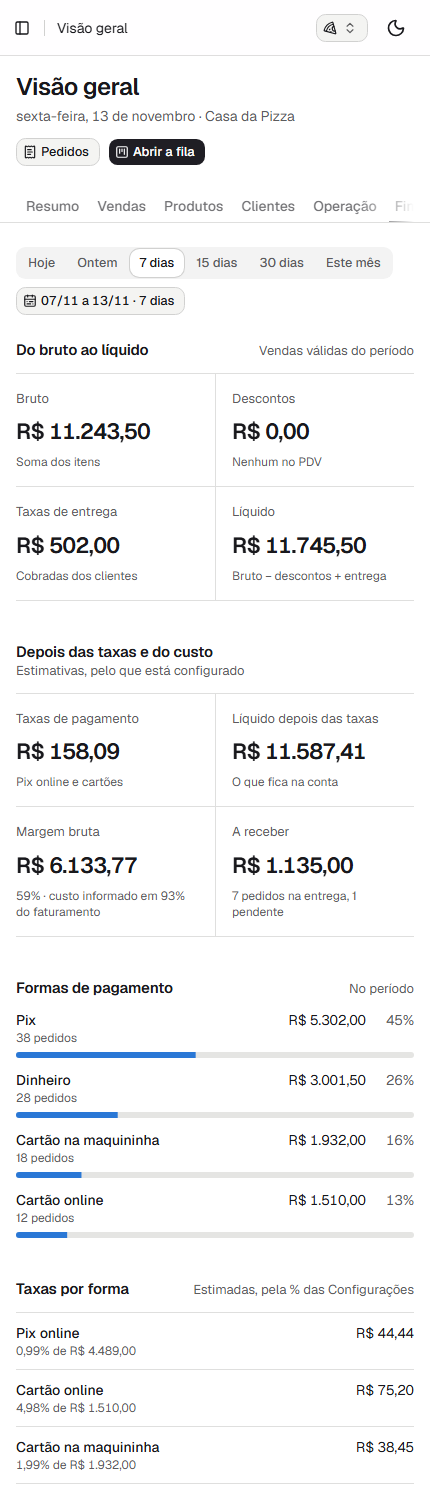 Visão geral
Visão geral
sexta-feira, 13 de novembro · Casa da Pizza
Pedidos
Abrir a fila
Resumo Vendas Produtos Clientes Operação
Hoje Ontem 7 dias 15 dias 30 dias Este mês
07/11 a 13/11 · 7 dias
Do bruto ao líquido Vendas válidas do período
Bruto
R$ 11.243,50
Soma dos itens
Descontos
R$ 0,00
Nenhum no PDV
Taxas de entrega
R$ 502,00
Cobradas dos clientes
Líquido
R$ 11.745,50
Bruto − descontos + entrega
Depois das taxas e do custo
Estimativas, pelo que está configurado
Taxas de pagamento
R$ 158,09
Pix online e cartões
Líquido depois das taxas
R$ 11.587,41
O que fica na conta
Margem bruta
R$ 6.133,77
59% · custo informado em 93%
do faturamento
A receber
R$ 1.135,00
7 pedidos na entrega, 1
pendente
Formas de pagamento No período
Pix R$ 5.302,00 45%
38 pedidos
Dinheiro R$ 3.001,50 26%
28 pedidos
Cartão na maquininha R$ 1.932,00 16%
18 pedidos
Cartão online R$ 1.510,00 13%
12 pedidos
Taxas por forma Estimadas, pela % das Configurações
Pix online R$ 44,44
0,99% de R$ 4.489,00
Cartão online R$ 75,20
4,98% de R$ 1.510,00
Cartão na maquininha R$ 38,45
1,99% de R$ 1.932,00